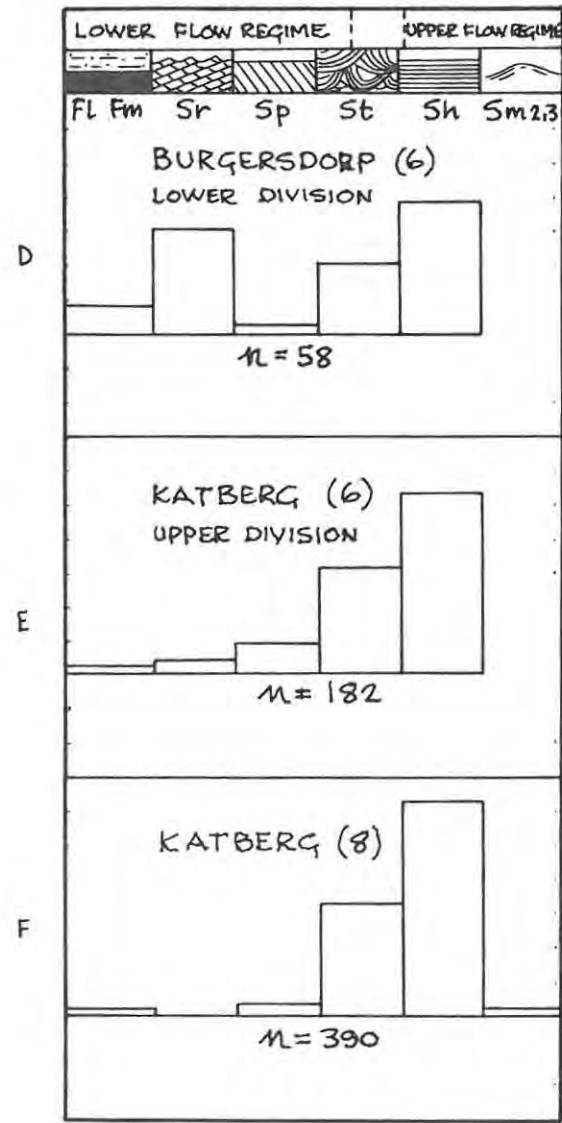 LOWER FLOW REGIME UPPER FLOW REGIME
Fl Fm Sr Sp St Sh Sm2,3
BURGERSDORP (6)
LOWER DIVISION
D
n = 58
KATBERG (6)
UPPER DIVISION
E
n = 182
KATBERG (8)
F
n = 390